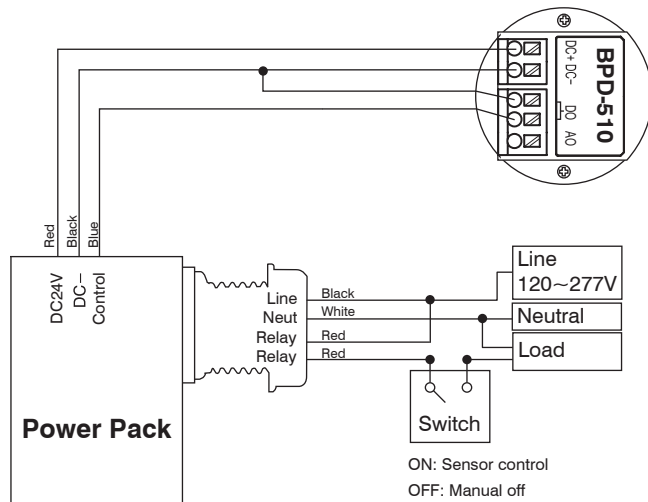 DC+
DC-
DO
AO
BPD-510
Red
Black
Blue
DC24V
DC−
Control
Power Pack
Line
Neut
Relay
Relay
Black
White
Red
Red
Line
120~277V
Neutral
Load
Switch
ON: Sensor control
OFF: Manual off